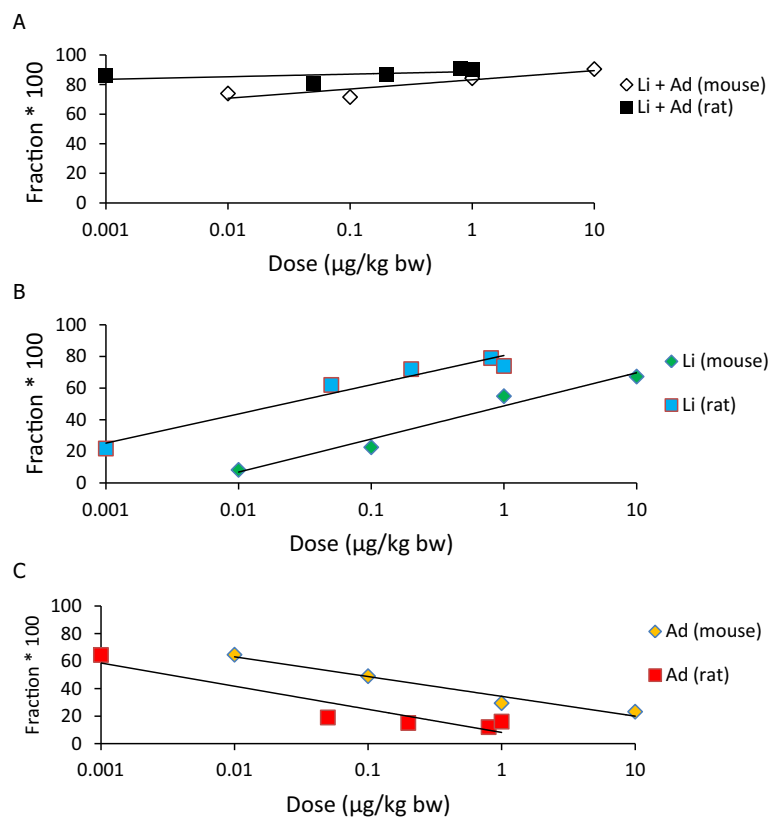 A
Fraction * 100
100
80
60
40
20
0
0.001 0.01 0.1 1 10
Dose (µg/kg bw)
Li + Ad (mouse)
Li + Ad (rat)
B
Fraction * 100
100
80
60
40
20
0
0.001 0.01 0.1 1 10
Dose (µg/kg bw)
Li (mouse)
Li (rat)
C
Fraction * 100
100
80
60
40
20
0
0.001 0.01 0.1 1 10
Dose (µg/kg bw)
Ad (mouse)
Ad (rat)